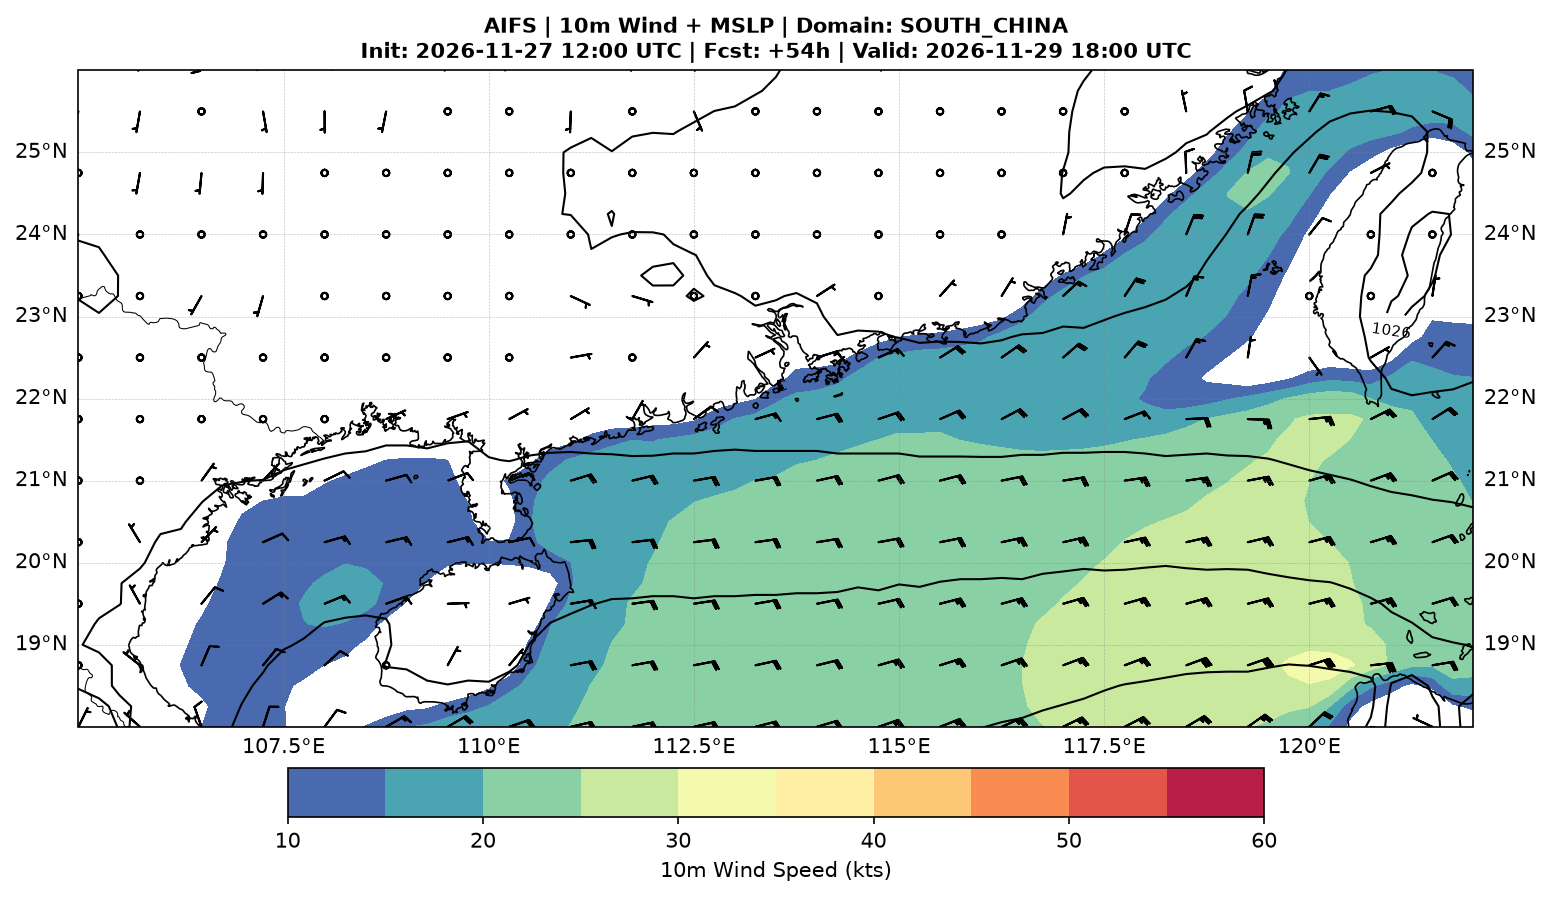 AIFS | 10m Wind + MSLP | Domain: SOUTH_CHINA
Init: 2026-11-27 12:00 UTC | Fcst: +54h | Valid: 2026-11-29 18:00 UTC
25°N 25°N
24°N 24°N
23°N 23°N
1026
22°N 22°N
21°N 21°N
20°N 20°N
19°N 19°N
107.5°E 110°E 112.5°E 115°E 117.5°E 120°E
10 20 30 40 50 60
10m Wind Speed (kts)